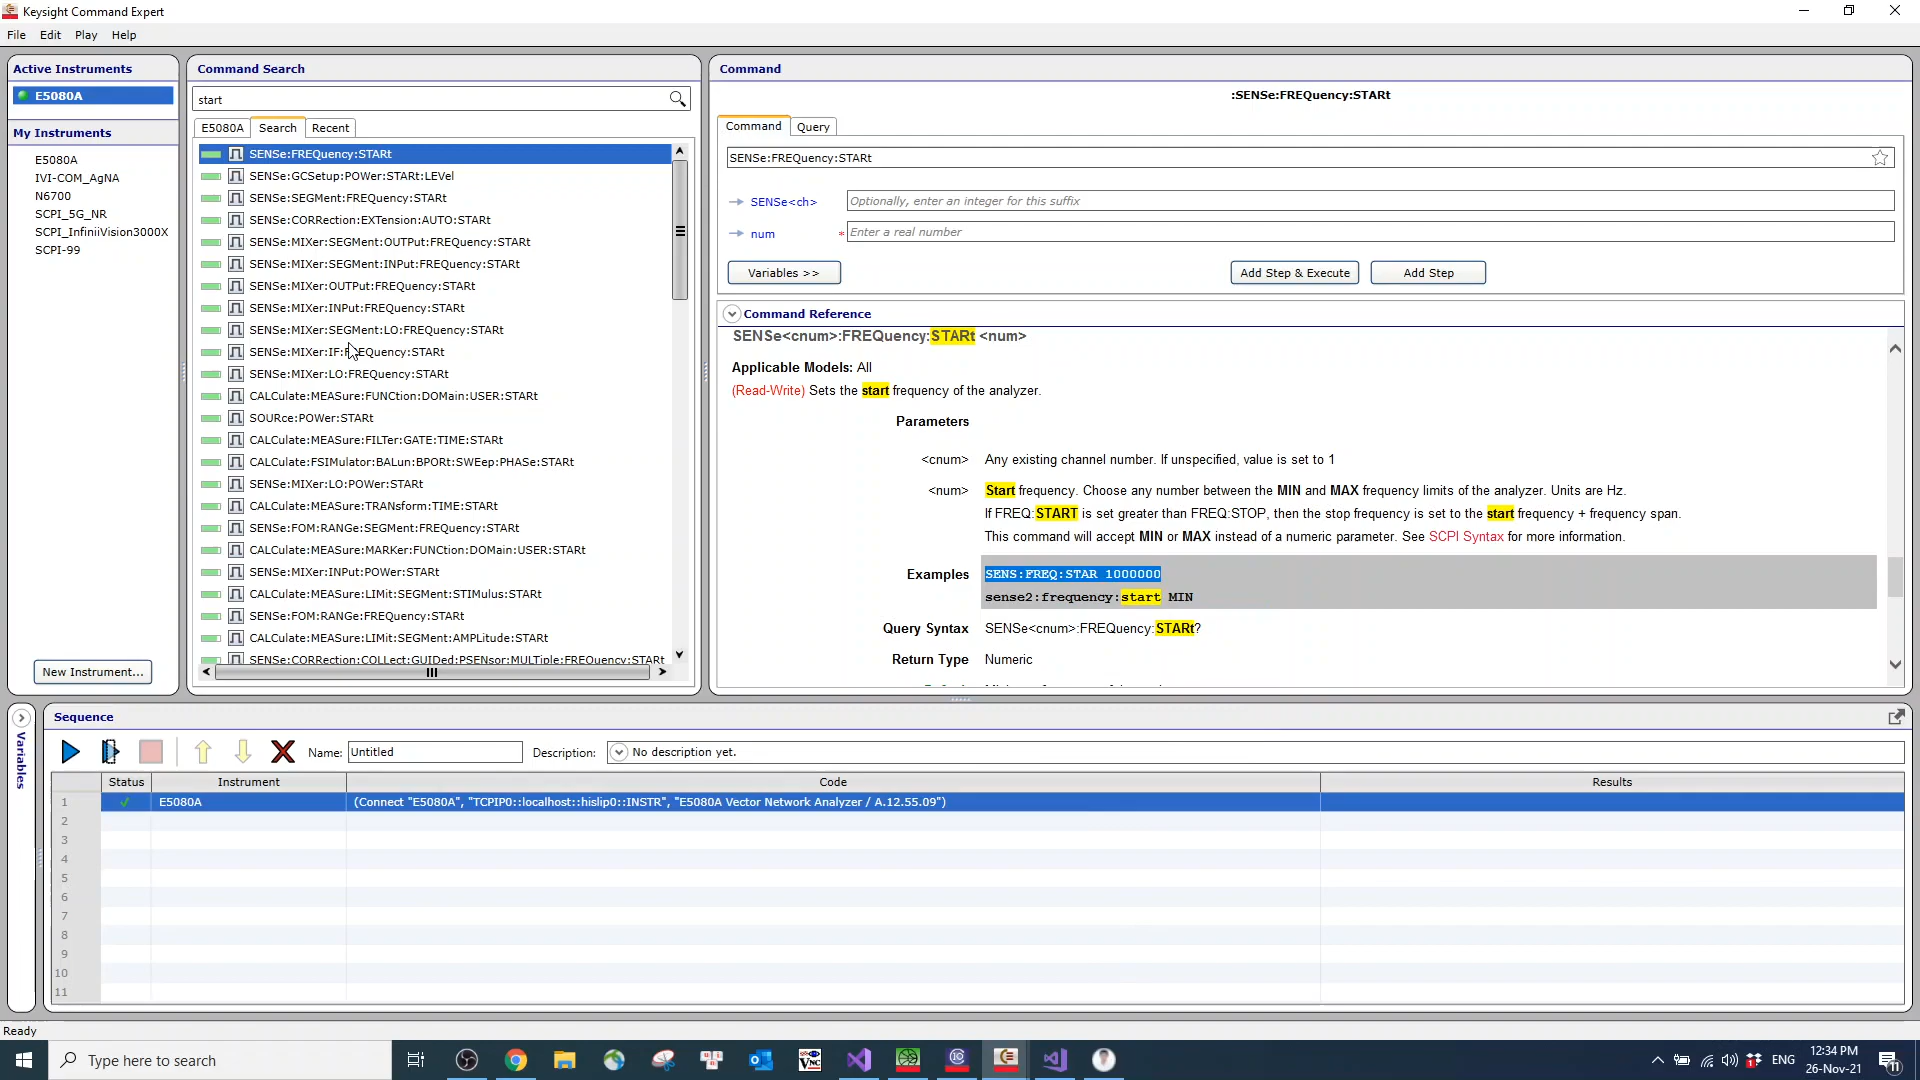 Keysight Command Expert
File Edit Play Help
Active Instruments
E5080A
My Instruments
E5080A
IVI-COM_AgNA
N6700
SCPI_5G_NR
SCPI_InfiniiVision3000X
SCPI-99
New Instrument...
Command Search
start
E5080A Search Recent
SENSe:FREQuency:STARt
SENSe:GCSetup:POWer:STARt:LEVel
SENSe:SEGMent:FREQuency:STARt
SENSe:CORRection:EXTension:AUTO:STARt
SENSe:MIXer:SEGMent:OUTPut:FREQuency:STARt
SENSe:MIXer:SEGMent:INPut:FREQuency:STARt
SENSe:MIXer:OUTPut:FREQuency:STARt
SENSe:MIXer:INPut:FREQuency:STARt
SENSe:MIXer:SEGMent:LO:FREQuency:STARt
SENSe:MIXer:IF:FREQuency:STARt
SENSe:MIXer:LO:FREQuency:STARt
CALCulate:MEASure:FUNCtion:DOMain:USER:STARt
SOURce:POWer:STARt
CALCulate:MEASure:FILTer:GATE:TIME:STARt
CALCulate:FSIMulator:BALun:BPORt:SWEep:PHASe:STARt
SENSe:MIXer:LO:POWer:STARt
CALCulate:MEASure:TRANsform:TIME:STARt
SENSe:FOM:RANGe:SEGMent:FREQuency:STARt
CALCulate:MEASure:MARKer:FUNCtion:DOMain:USER:STARt
SENSe:MIXer:INPut:POWer:STARt
CALCulate:MEASure:LIMit:SEGMent:STIMulus:STARt
SENSe:FOM:RANGe:FREQuency:STARt
CALCulate:MEASure:LIMit:SEGMent:AMPLitude:STARt
SENSe:CORRection:COLLect:GUIDed:PSENsor:MULTiple:FREQuency:STARt
Command
:SENSe:FREQuency:STARt
Command Query
SENSe:FREQuency:STARt
SENSe<ch> Optionally, enter an integer for this suffix
num * Enter a real number
Variables >> Add Step & Execute Add Step
Command Reference
SENSe<cnum>:FREQuency:STARt <num>
Applicable Models: All
(Read-Write) Sets the start frequency of the analyzer.
Parameters
<cnum> Any existing channel number. If unspecified, value is set to 1
<num> Start frequency. Choose any number between the MIN and MAX frequency limits of the analyzer. Units are Hz.
If FREQ:START is set greater than FREQ:STOP, then the stop frequency is set to the start frequency + frequency span.
This command will accept MIN or MAX instead of a numeric parameter. See SCPI Syntax for more information.
Examples SENS:FREQ:STAR 1000000
sense2:frequency:start MIN
Query Syntax SENSe<cnum>:FREQuency:STARt?
Return Type Numeric
Variables
Sequence
Name: Untitled Description: No description yet.
Status Instrument Code Results
1 E5080A (Connect "E5080A", "TCPIP0::localhost::hislip0::INSTR", "E5080A Vector Network Analyzer / A.12.55.09")
2
3
4
5
6
7
8
9
10
11
Ready
Type here to search
ENG
12:34 PM
26-Nov-21
11